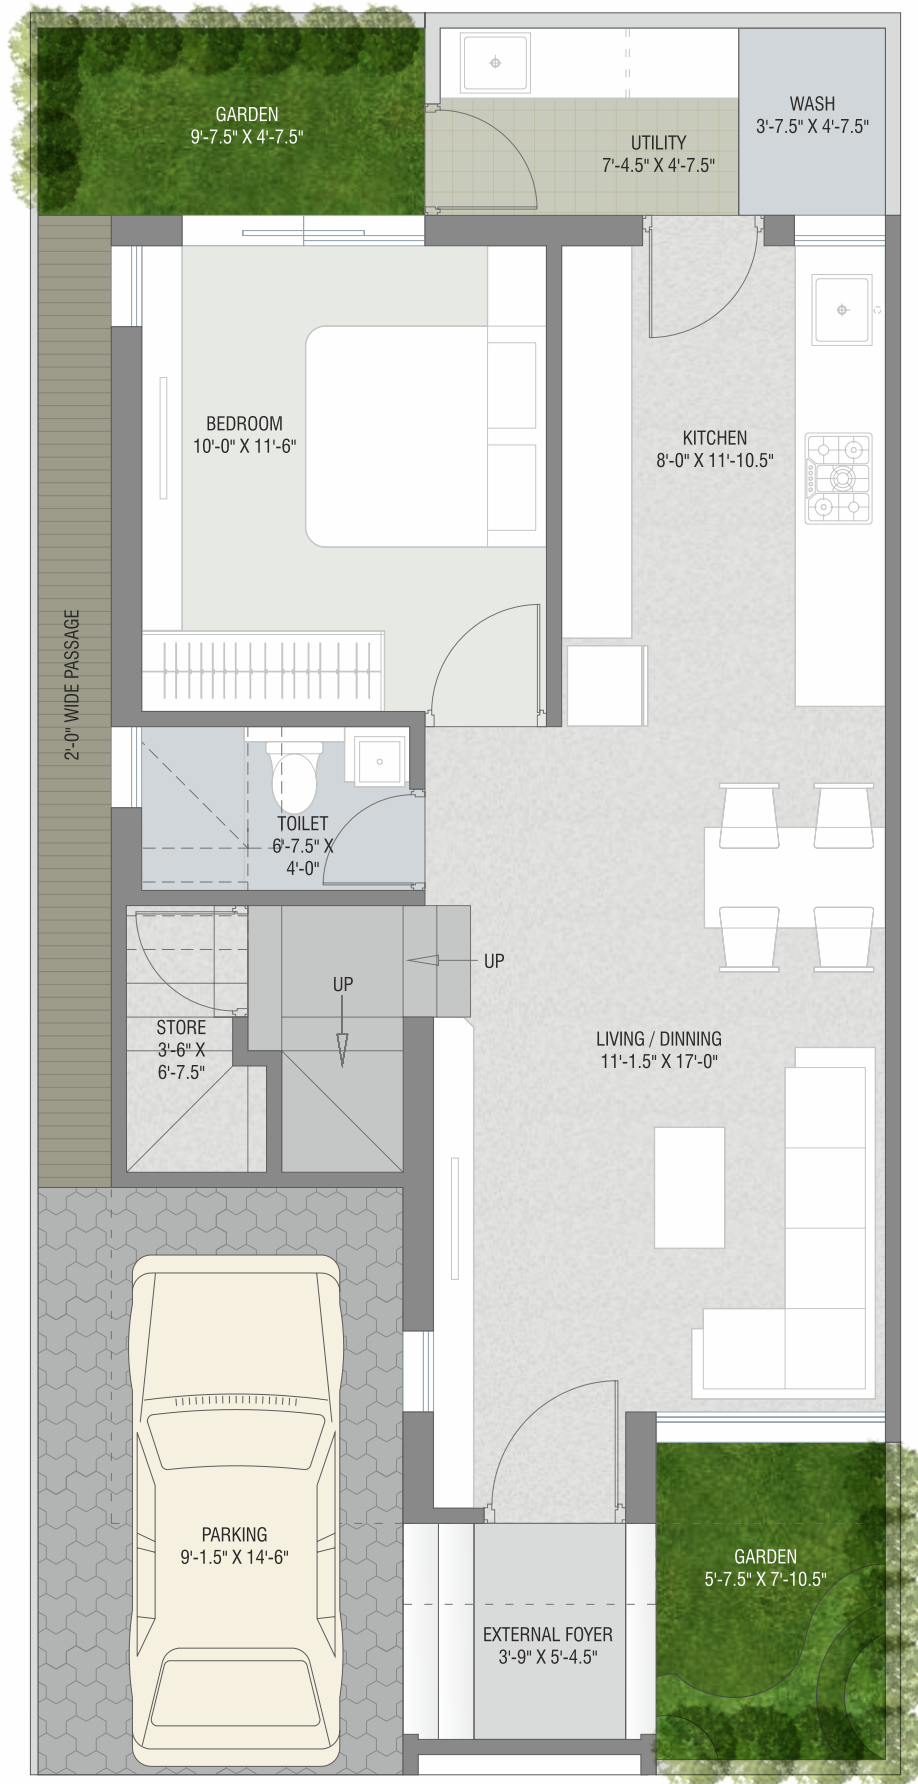 GARDEN
9'-7.5" X 4'-7.5"
WASH
3'-7.5" X 4'-7.5"
UTILITY
7'-4.5" X 4'-7.5"
BEDROOM
10'-0" X 11'-6"
KITCHEN
8'-0" X 11'-10.5"
2'-0" WIDE PASSAGE
TOILET
6'-7.5" X
4'-0"
UP
UP
STORE
3'-6" X
6'-7.5"
LIVING / DINNING
11'-1.5" X 17'-0"
PARKING
9'-1.5" X 14'-6"
GARDEN
5'-7.5" X 7'-10.5"
EXTERNAL FOYER
3'-9" X 5'-4.5"